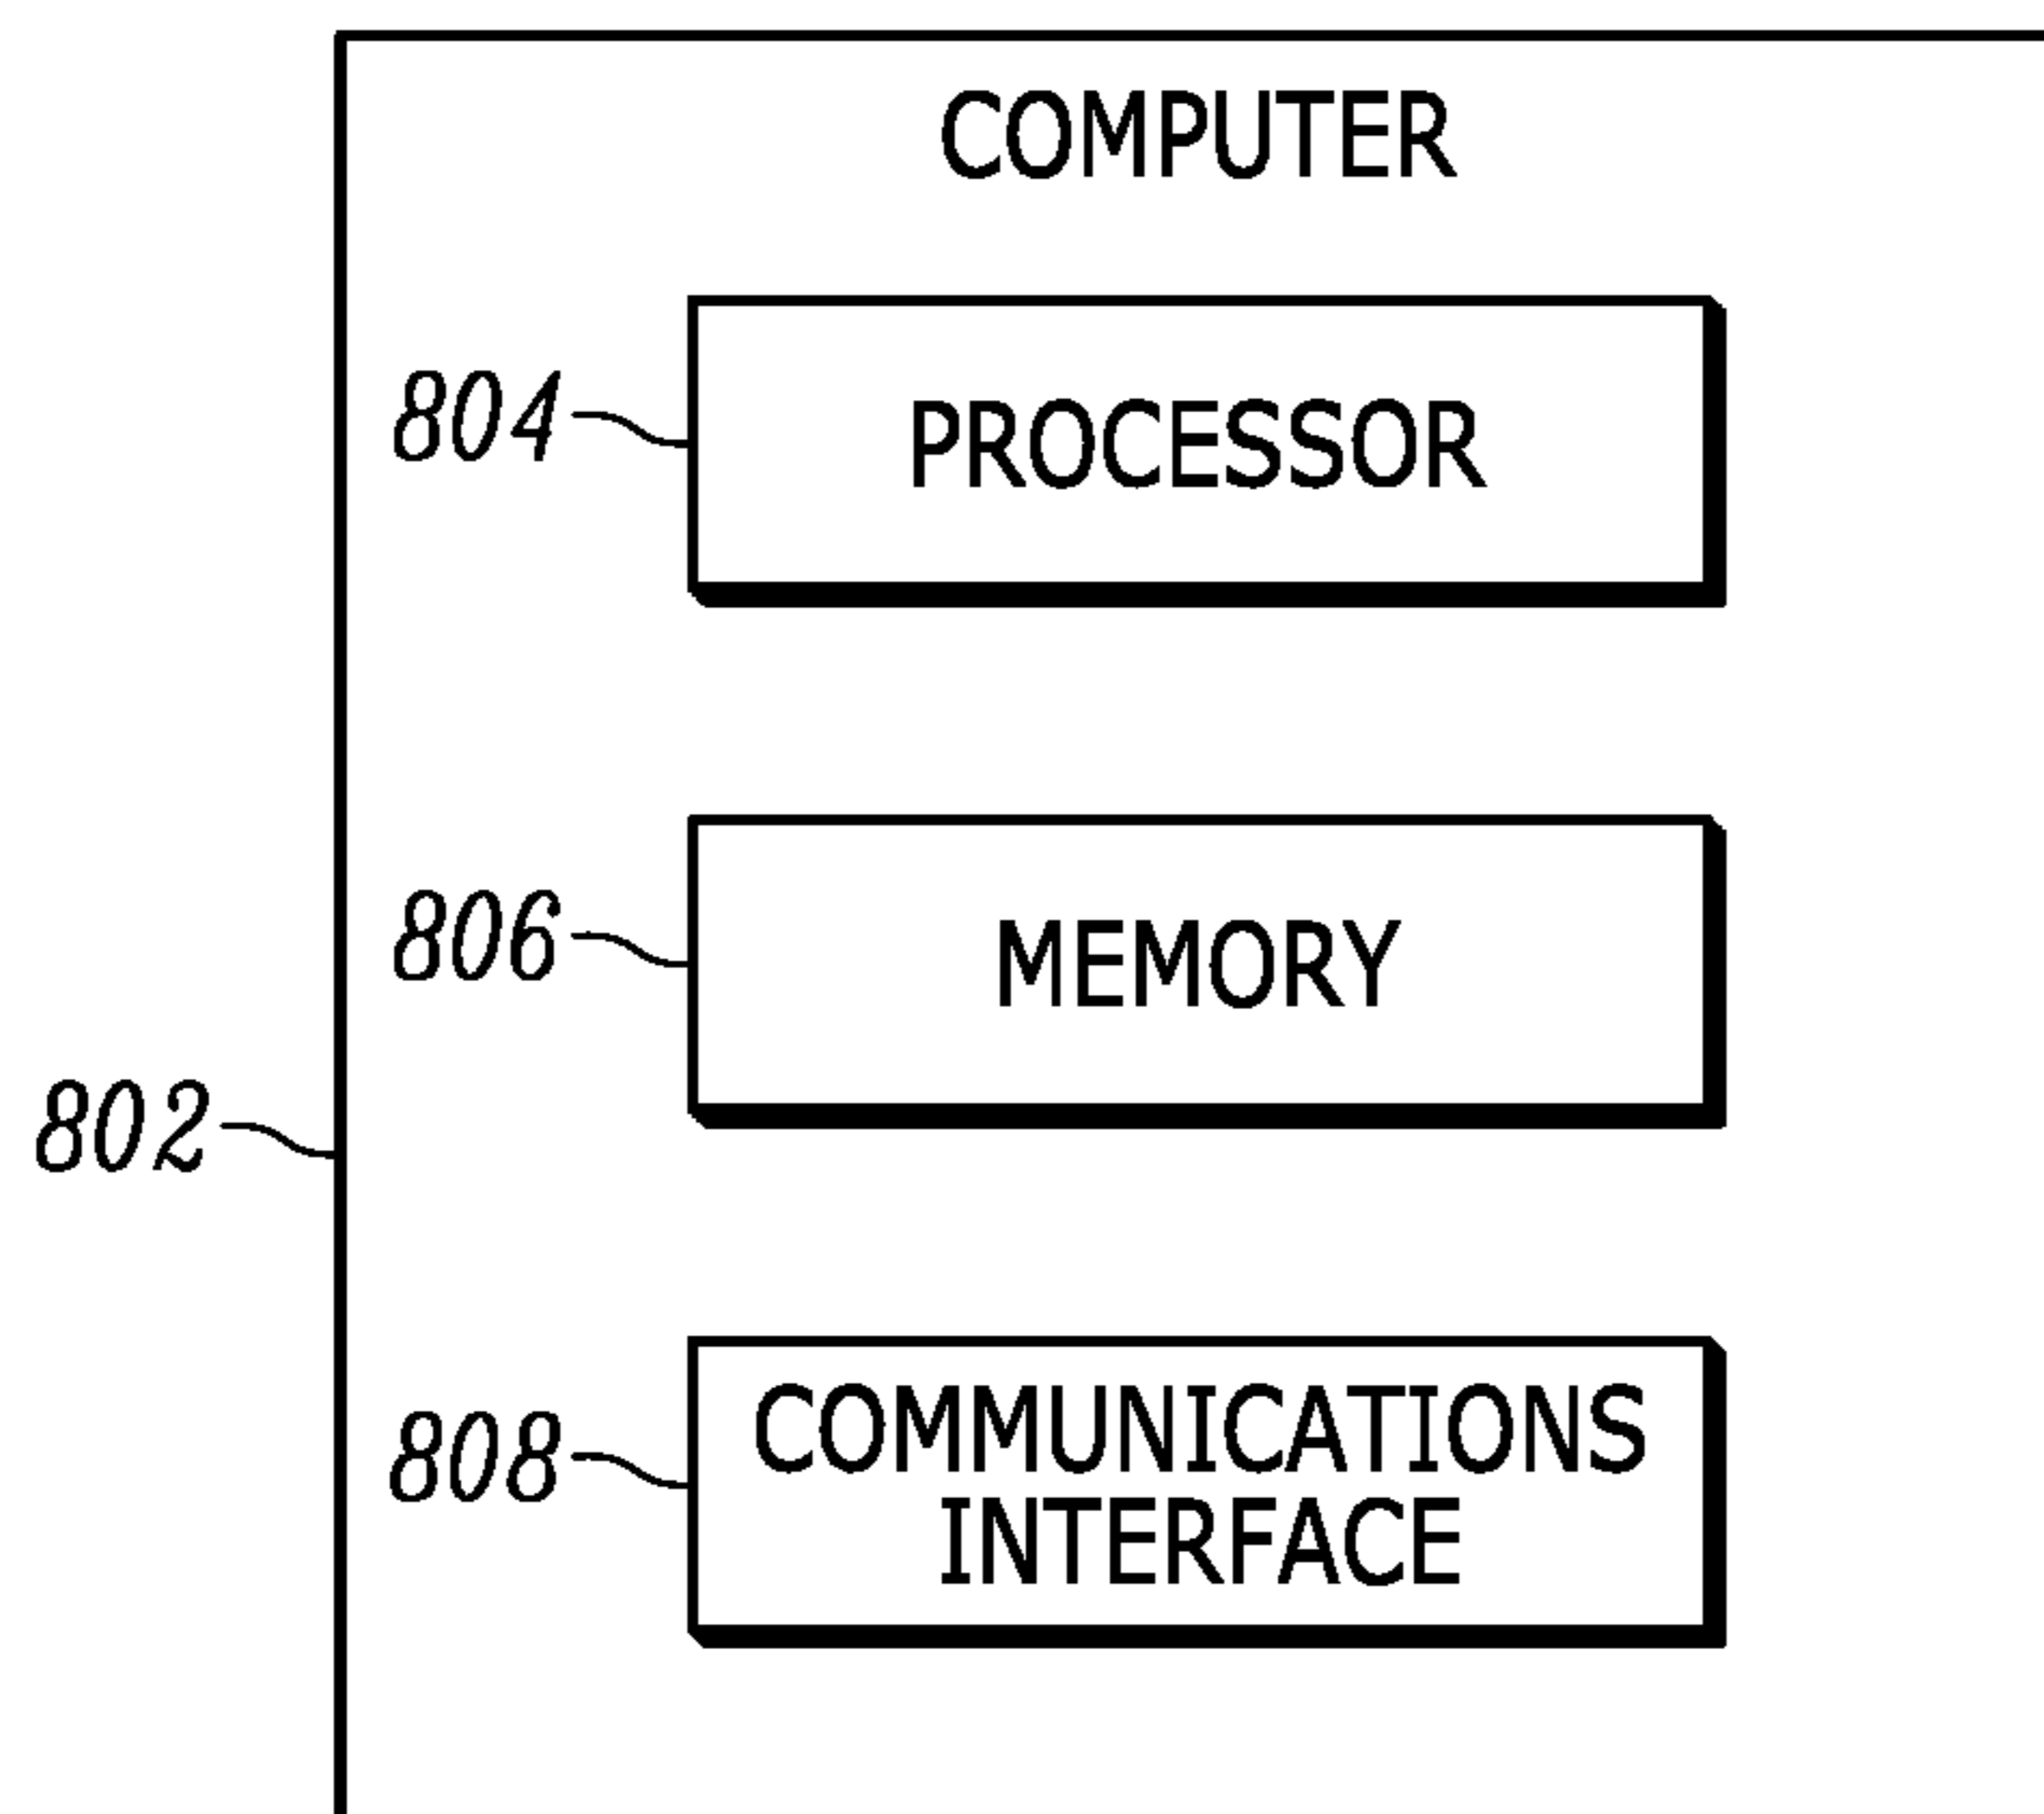 COMPUTER
804
PROCESSOR
806
MEMORY
802
808
COMMUNICATIONS
INTERFACE